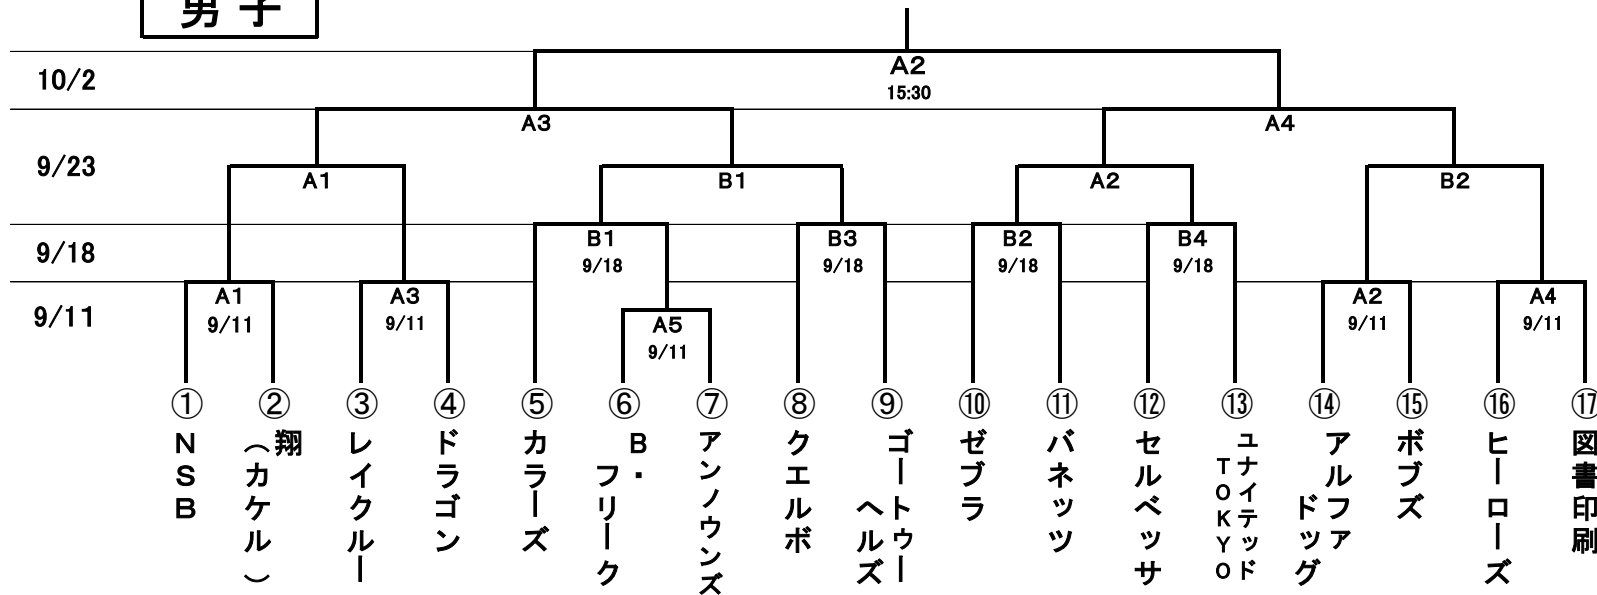 男子
10/2
A2
15:30
A3
A4
9/23
A1
B1
A2
B2
9/18
B1
9/18
B3
9/18
B2
9/18
B4
9/18
9/11
A1
9/11
A3
9/11
A5
9/11
A2
9/11
A4
9/11
① NSB
② 翔
（カケル）
③ レイクルー
④ ドラゴン
⑤ カラーズ
⑥ B・
フリーク
⑦ アンノウンズ
⑧ クエルボ
⑨ ゴートゥー
ヘルズ
⑩ ゼブラ
⑪ バネッツ
⑫ セルベッサ
⑬ ユナイテッド
TOKYO
⑭ アルファ
ドッグ
⑮ ボブズ
⑯ ヒーローズ
⑰ 図書印刷